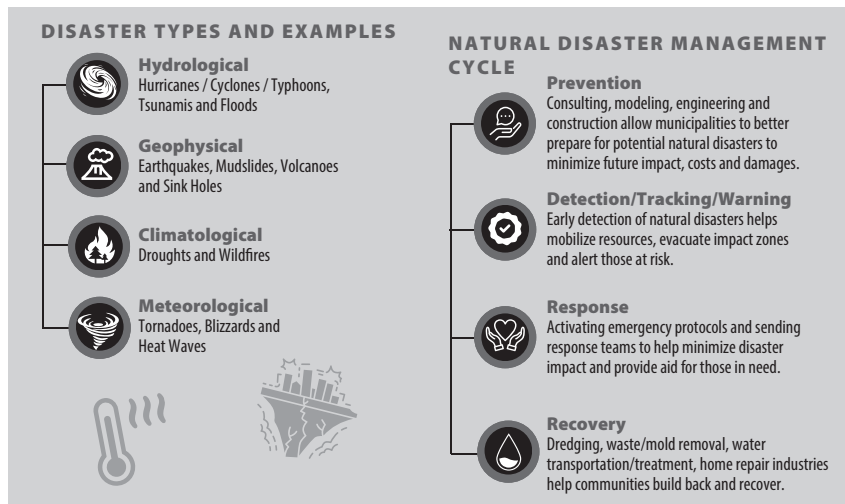 DISASTER TYPES AND EXAMPLES
Hydrological
Hurricanes / Cyclones / Typhoons,
Tsunamis and Floods
Geophysical
Earthquakes, Mudslides, Volcanoes
and Sink Holes
Climatological
Droughts and Wildfires
Meteorological
Tornadoes, Blizzards and
Heat Waves
NATURAL DISASTER MANAGEMENT
CYCLE
Prevention
Consulting, modeling, engineering and
construction allow municipalities to better
prepare for potential natural disasters to
minimize future impact, costs and damages.
Detection/Tracking/Warning
Early detection of natural disasters helps
mobilize resources, evacuate impact zones
and alert those at risk.
Response
Activating emergency protocols and sending
response teams to help minimize disaster
impact and provide aid for those in need.
Recovery
Dredging, waste/mold removal, water
transportation/treatment, home repair industries
help communities build back and recover.